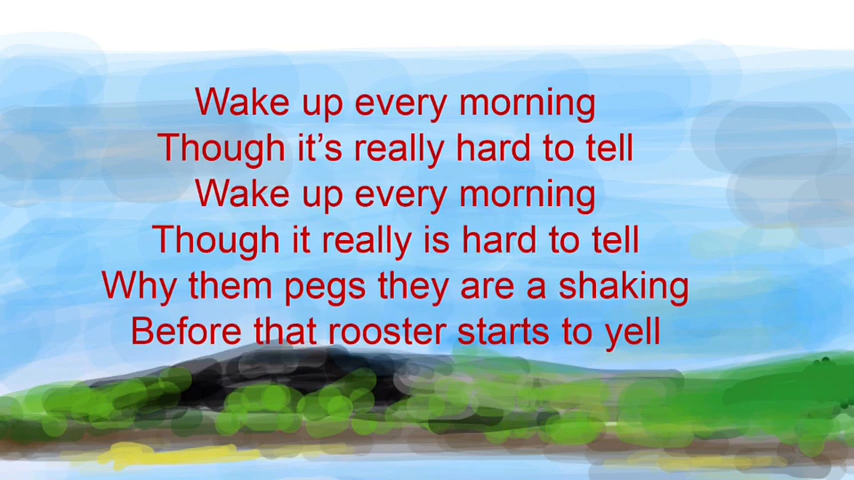 Wake up every morning
Though it’s really hard to tell
Wake up every morning
Though it really is hard to tell
Why them pegs they are a shaking
Before that rooster starts to yell